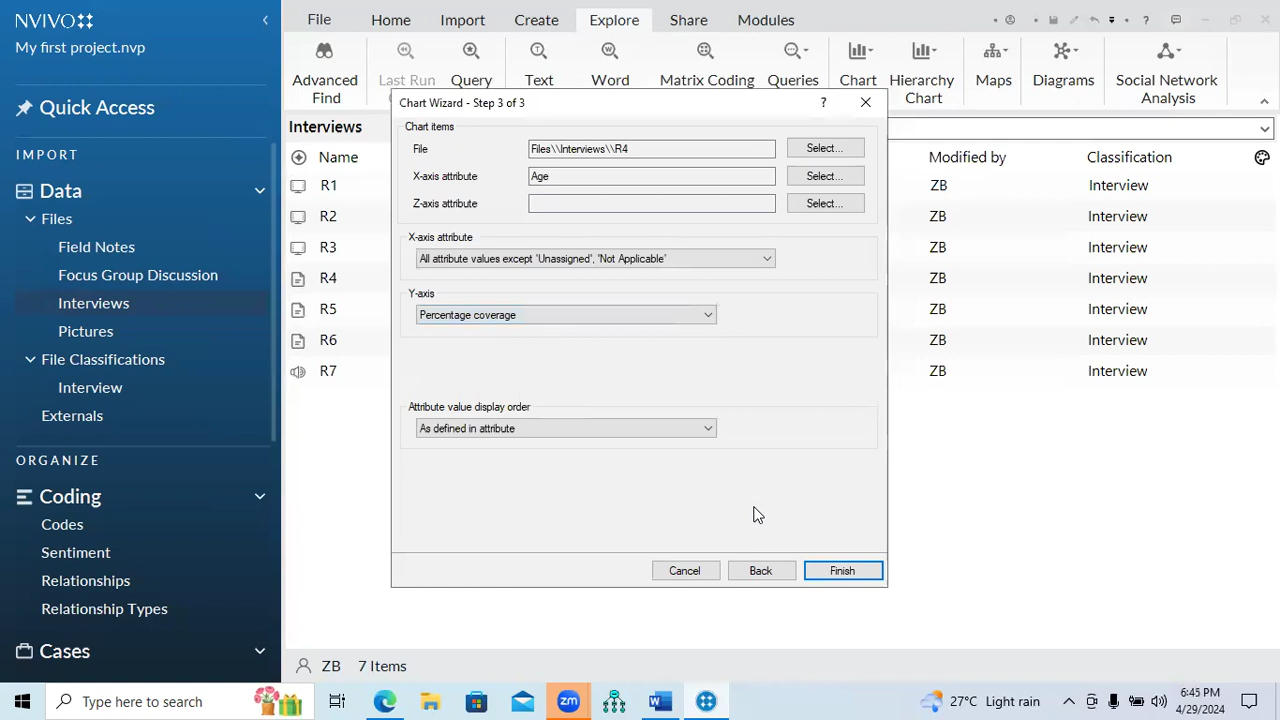 NVIVO
My first project.nvp
File Home Import Create Explore Share Modules
Advanced Find
Last Run
Query
Text
Word
Matrix Coding
Queries
Chart
Hierarchy Chart
Maps
Diagrams
Social Network Analysis
Quick Access
IMPORT
Data
Files
Field Notes
Focus Group Discussion
Interviews
Pictures
File Classifications
Interview
Externals
ORGANIZE
Coding
Codes
Sentiment
Relationships
Relationship Types
Cases
Interviews
Name Modified by Classification
R1 ZB Interview
R2 ZB Interview
R3 ZB Interview
R4 ZB Interview
R5 ZB Interview
R6 ZB Interview
R7 ZB Interview
Chart Wizard - Step 3 of 3 ?
Chart items
File Files\\Interviews\\R4 Select...
X-axis attribute Age Select...
Z-axis attribute Select...
X-axis attribute
All attribute values except 'Unassigned', 'Not Applicable'
Y-axis
Percentage coverage
Attribute value display order
As defined in attribute
Cancel Back Finish
ZB 7 Items
Type here to search
zm
27°C Light rain
6:45 PM
4/29/2024